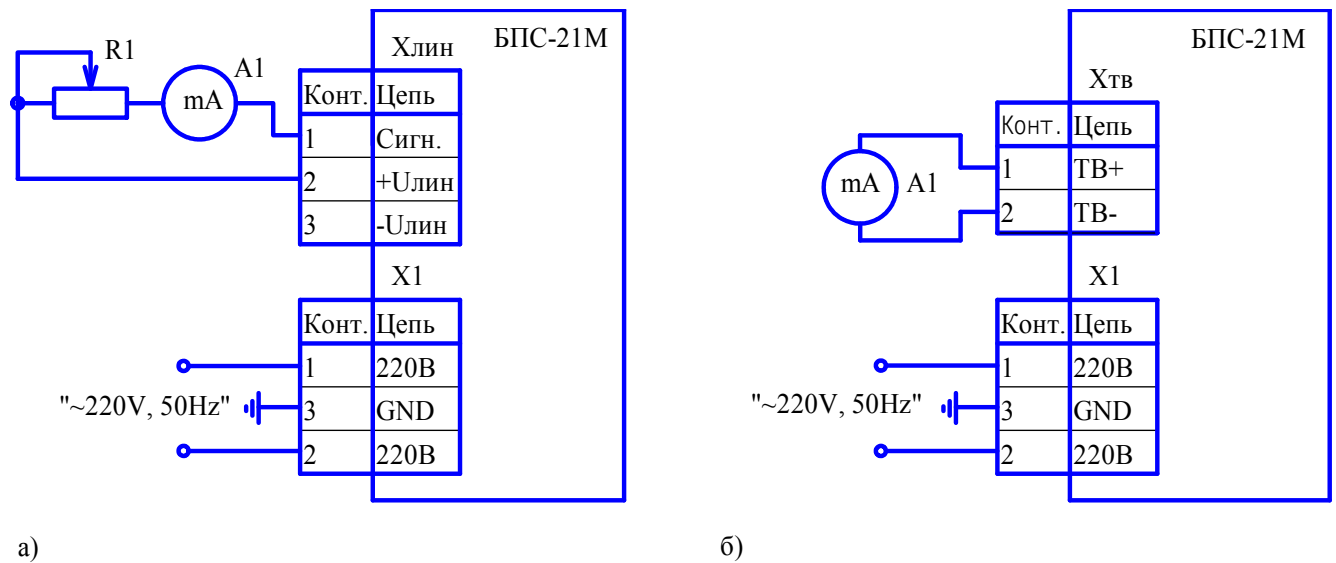 БПС-21М
Хлин
R1
A1
mA
Конт. Цепь
1 Сигн.
2 +Uлин
3 -Uлин
X1
Конт. Цепь
1 220В
"~220V, 50Hz" 3 GND
2 220В
а)
БПС-21М
Хтв
Конт. Цепь
mA A1
1 ТВ+
2 ТВ-
X1
Конт. Цепь
1 220В
"~220V, 50Hz" 3 GND
2 220В
б)